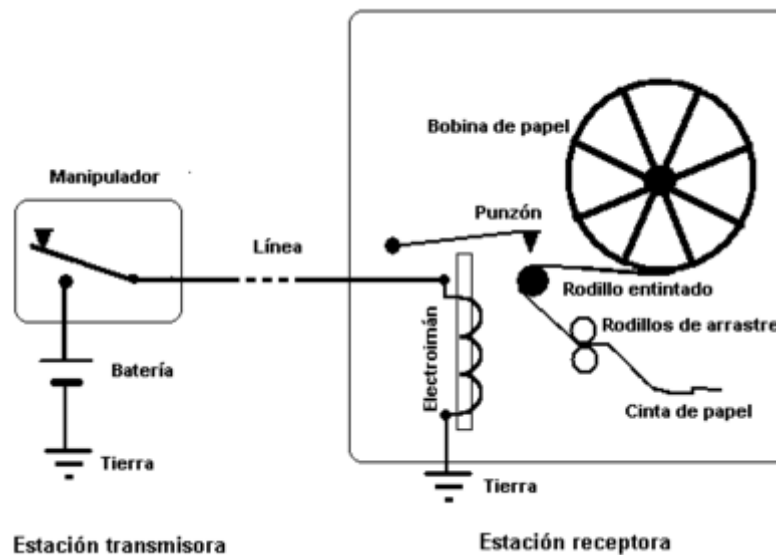 Bobina de papel
Manipulador
Punzón
Línea
Rodillo entintado
Rodillos de arrastre
Electroimán
Batería
Cinta de papel
Tierra
Tierra
Estación transmisora
Estación receptora